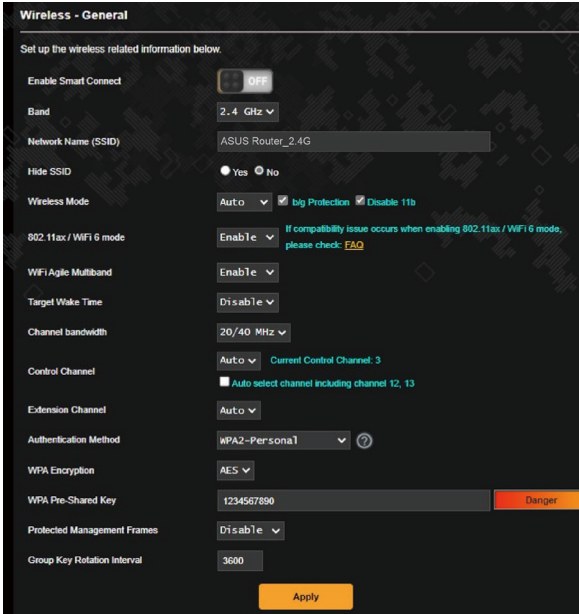 Wireless - General
Set up the wireless related information below.
Enable Smart Connect OFF
Band 2.4 GHz
Network Name (SSID) ASUS Router_2.4G
Hide SSID Yes No
Wireless Mode Auto b/g Protection Disable 11b
802.11ax / WiFi 6 mode Enable If compatibility issue occurs when enabling 802.11ax / WiFi 6 mode,
please check: FAQ
WiFi Agile Multiband Enable
Target Wake Time Disable
Channel bandwidth 20/40 MHz
Control Channel Auto Current Control Channel: 3
Auto select channel including channel 12, 13
Extension Channel Auto
Authentication Method WPA2-Personal ?
WPA Encryption AES
WPA Pre-Shared Key 1234567890 Danger
Protected Management Frames Disable
Group Key Rotation Interval 3600
Apply